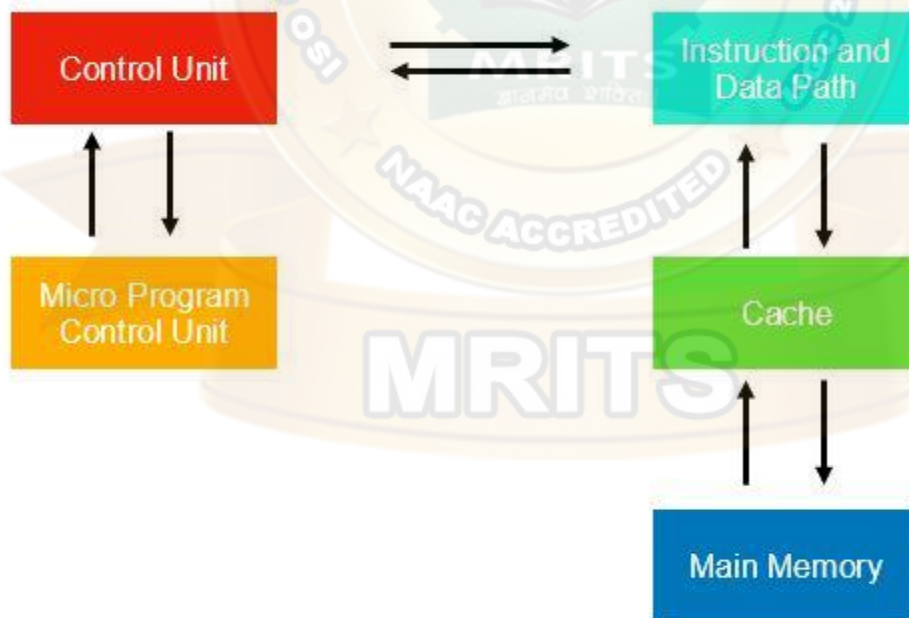 Control Unit
Instruction and
Data Path
MRITS
NAAC ACCREDITED
Micro Program
Control Unit
Cache
MRITS
Main Memory